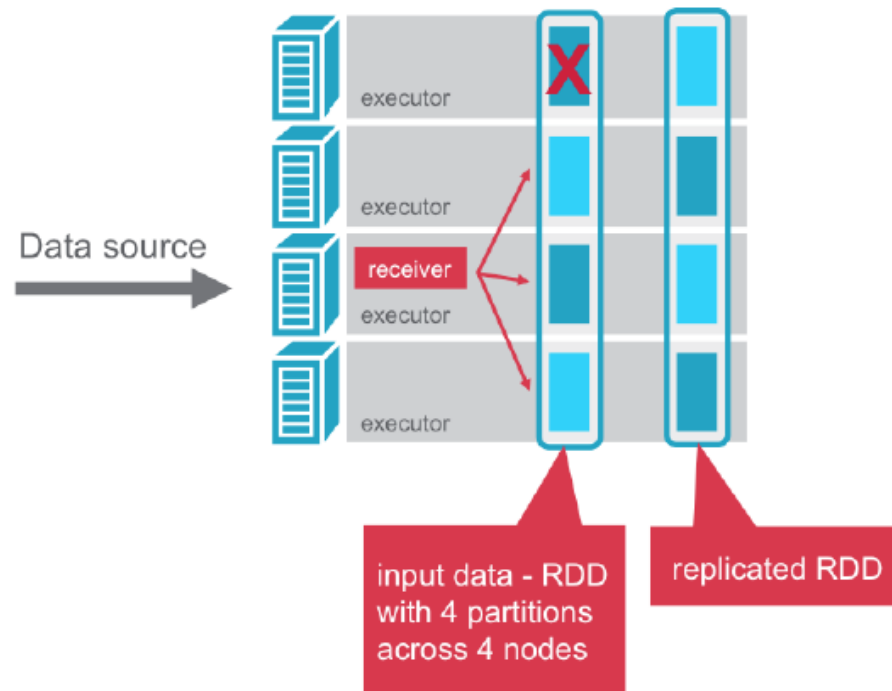 executor
X
executor
Data source
receiver
executor
executor
input data - RDD
with 4 partitions
across 4 nodes
replicated RDD